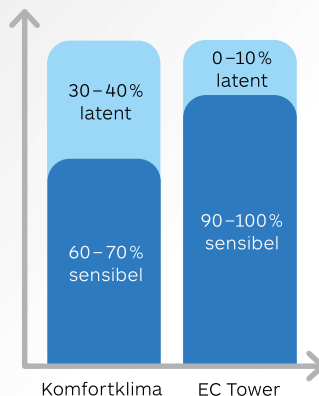 30–40%
latent
0–10%
latent
60–70%
sensibel
90–100%
sensibel
Komfortklima
EC Tower